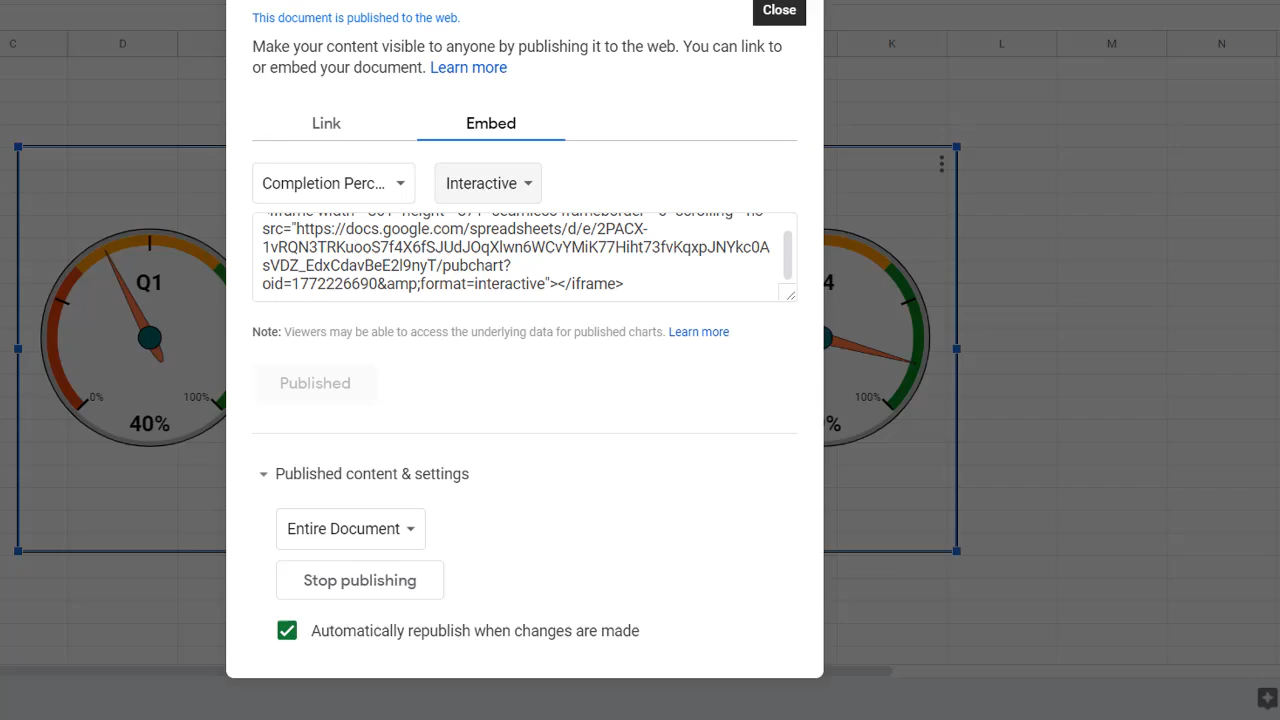 Close
This document is published to the web.
Make your content visible to anyone by publishing it to the web. You can link to
or embed your document. Learn more
C D K L M N
Link Embed
Completion Perc... Interactive
src="https://docs.google.com/spreadsheets/d/e/2PACX-
1vRQN3TRKuooS7f4X6fSJUdJOqXlwn6WCvYMiK77Hiht73fvKqxpJNYkc0A
sVDZ_EdxCdavBeE2l9nyT/pubchart?
oid=1772226690&amp;format=interactive"></iframe>
Q1
4
Note: Viewers may be able to access the underlying data for published charts. Learn more
Published
0% 100%
100%
40%
%
Published content & settings
Entire Document
Stop publishing
Automatically republish when changes are made